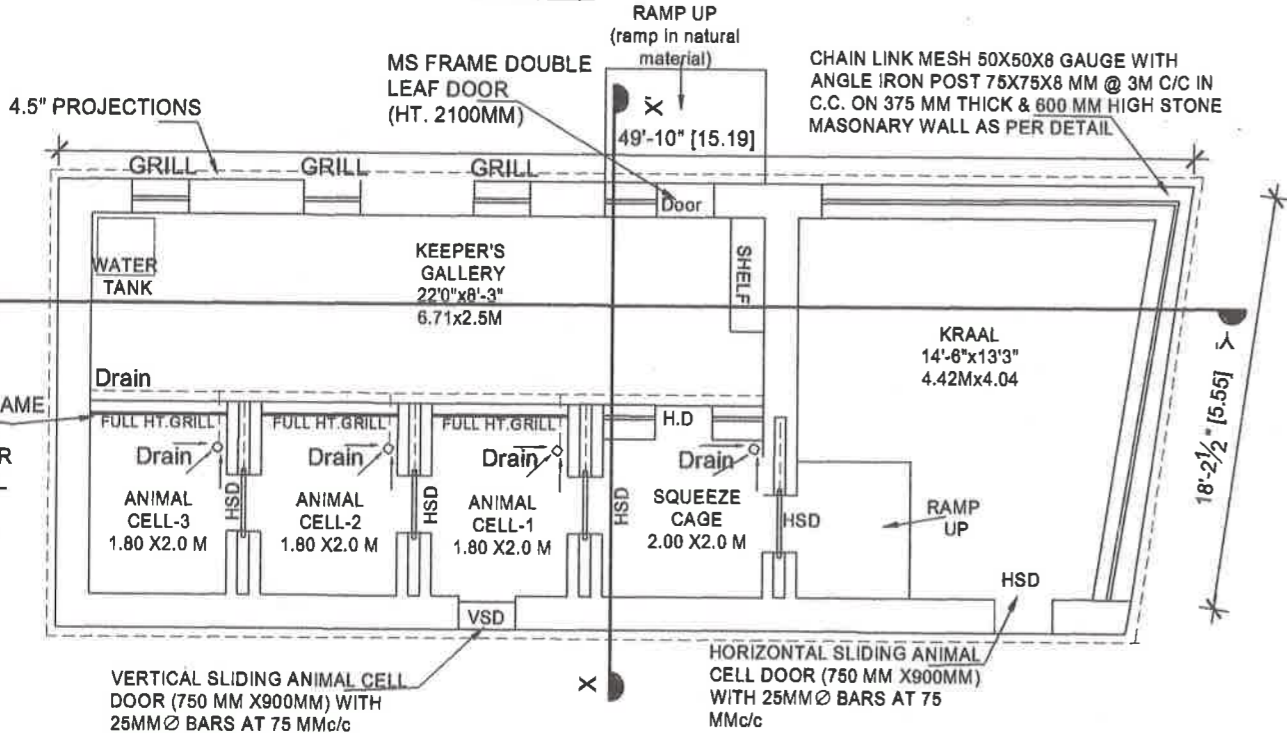 RAMP UP
(ramp in natural
material)
MS FRAME DOUBLE
LEAF DOOR
(HT. 2100MM)
CHAIN LINK MESH 50X50X8 GAUGE WITH
ANGLE IRON POST 75X75X8 MM @ 3M C/C IN
C.C. ON 375 MM THICK & 600 MM HIGH STONE
MASONARY WALL AS PER DETAIL
4.5" PROJECTIONS
X'
49'-10" [15.19]
GRILL
GRILL
GRILL
Door
WATER
TANK
KEEPER'S
GALLERY
22'0"x8'-3"
6.71x2.5M
SHELF
KRAAL
14'-6"x13'3"
4.42Mx4.04
Y'
18'-2½" [5.55]
Drain
AME
R
FULL HT.GRILL
FULL HT.GRILL
FULL HT.GRILL
H.D
Drain
Drain
Drain
Drain
ANIMAL
CELL-3
1.80 X2.0 M
HSD
ANIMAL
CELL-2
1.80 X2.0 M
HSD
ANIMAL
CELL-1
1.80 X2.0 M
HSD
SQUEEZE
CAGE
2.00 X2.0 M
HSD
RAMP
UP
HSD
VSD
X
VERTICAL SLIDING ANIMAL CELL
DOOR (750 MM X900MM) WITH
25MM∅ BARS AT 75 MMc/c
HORIZONTAL SLIDING ANIMAL
CELL DOOR (750 MM X900MM)
WITH 25MM∅ BARS AT 75
MMc/c